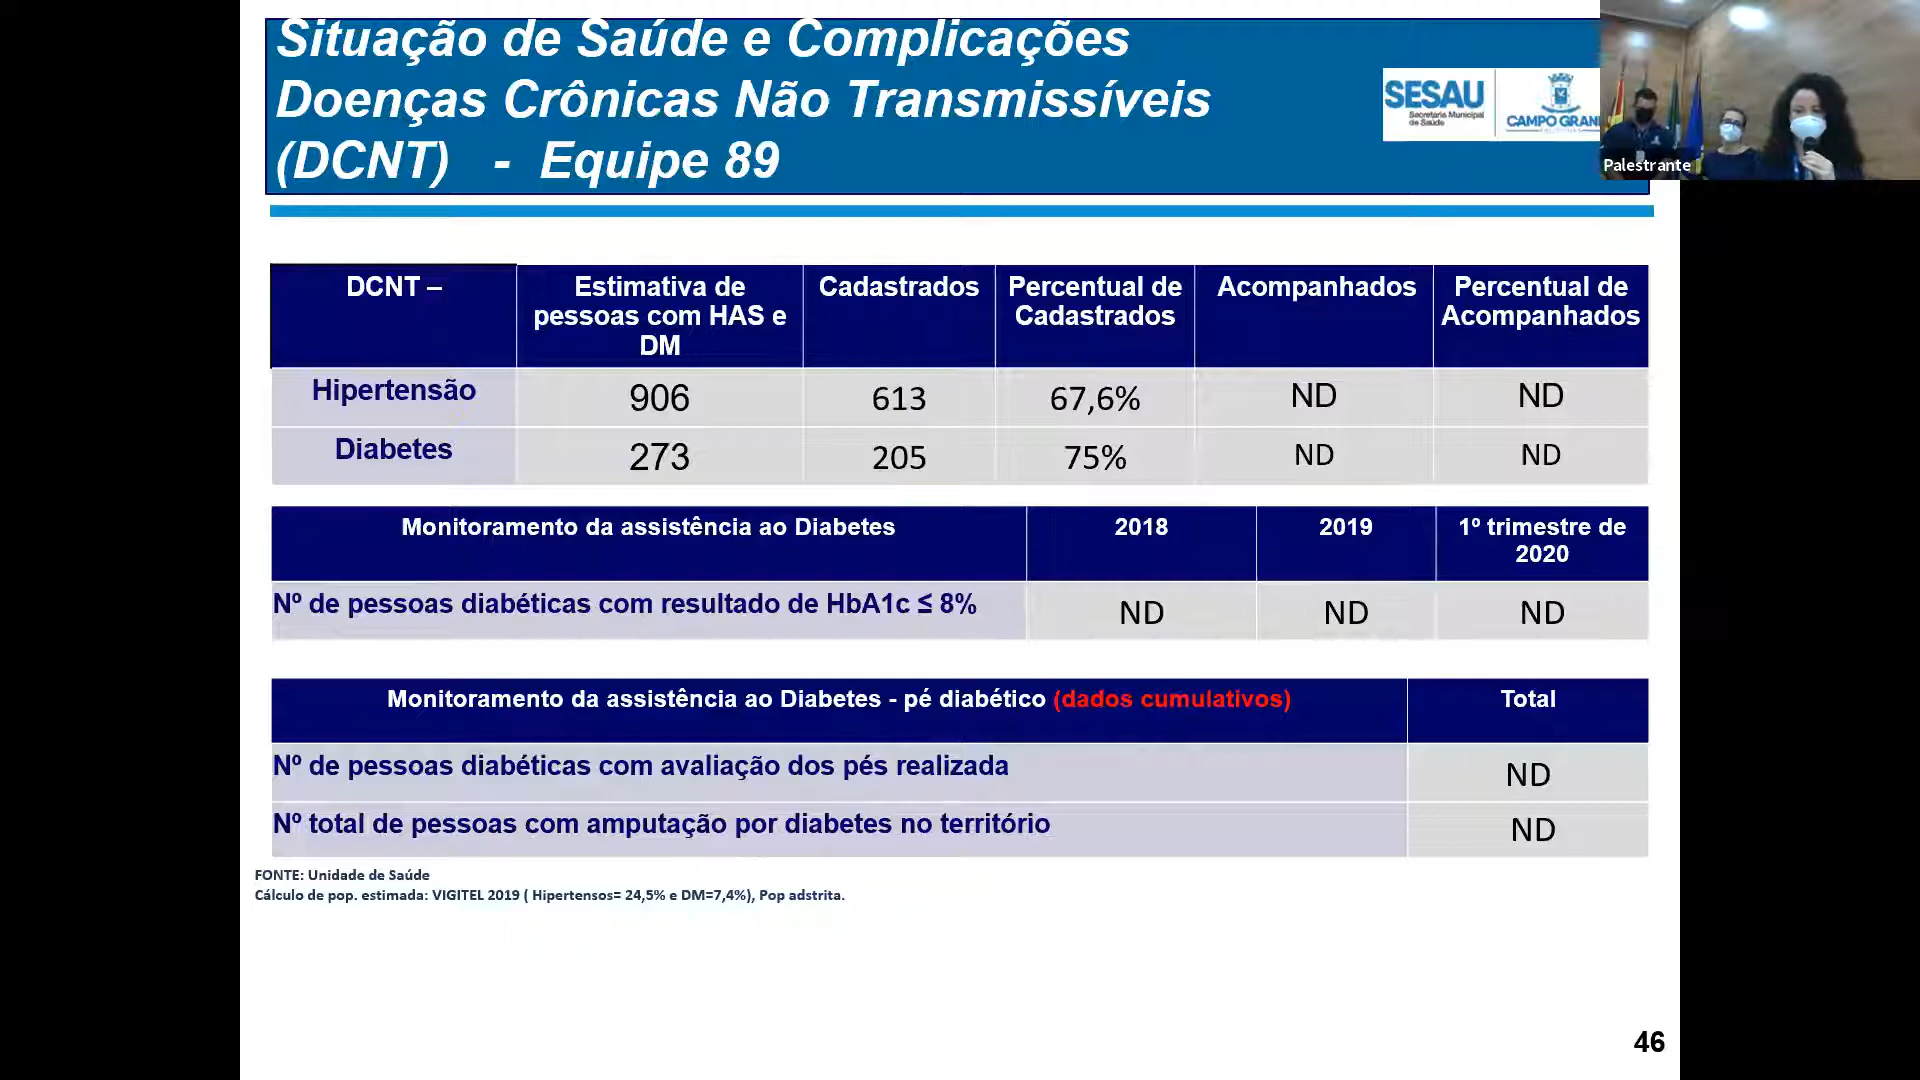 Situação de Saúde e Complicações
Doenças Crônicas Não Transmissíveis
(DCNT) - Equipe 89
SESAU
Secretaria Municipal
de Saúde
CAMPO GRAN
Palestrante
DCNT –
Estimativa de
pessoas com HAS e
DM
Cadastrados
Percentual de
Cadastrados
Acompanhados
Percentual de
Acompanhados
Hipertensão 906 613 67,6% ND ND
Diabetes 273 205 75% ND ND
Monitoramento da assistência ao Diabetes 2018 2019 1º trimestre de
2020
Nº de pessoas diabéticas com resultado de HbA1c ≤ 8% ND ND ND
Monitoramento da assistência ao Diabetes - pé diabético (dados cumulativos) Total
Nº de pessoas diabéticas com avaliação dos pés realizada ND
Nº total de pessoas com amputação por diabetes no território ND
FONTE: Unidade de Saúde
Cálculo de pop. estimada: VIGITEL 2019 ( Hipertensos= 24,5% e DM=7,4%), Pop adstrita.
46